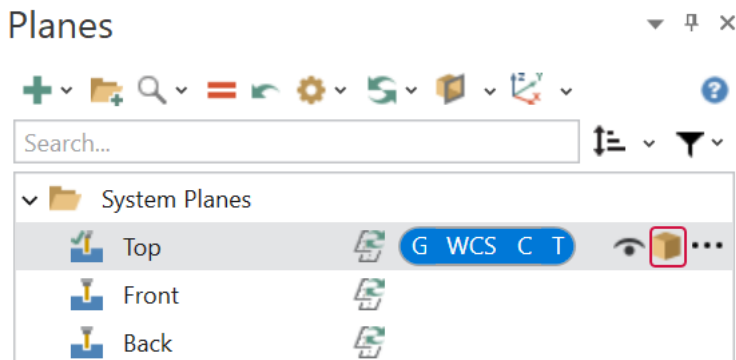 Planes
Search...
System Planes
Top G WCS C T
Front
Back